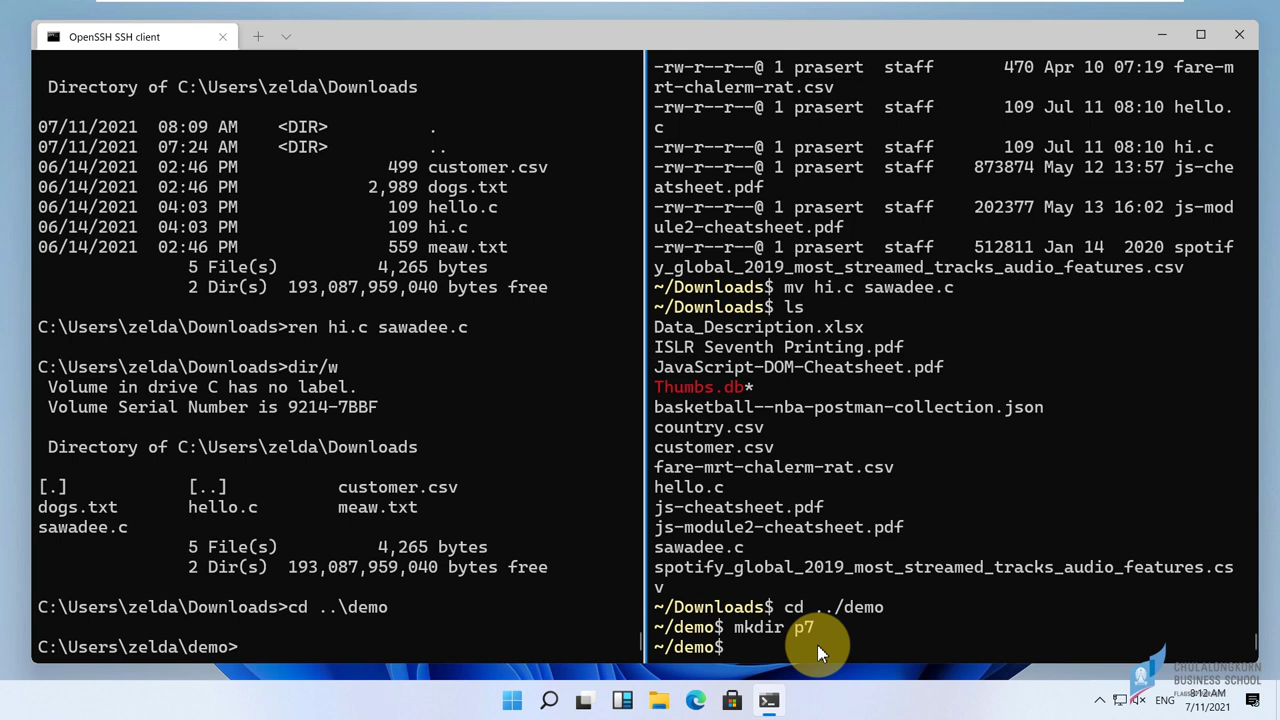 OpenSSH SSH client
Directory of C:\Users\zelda\Downloads
07/11/2021 08:09 AM <DIR> .
07/11/2021 07:24 AM <DIR> ..
06/14/2021 02:46 PM 499 customer.csv
06/14/2021 02:46 PM 2,989 dogs.txt
06/14/2021 04:03 PM 109 hello.c
06/14/2021 04:03 PM 109 hi.c
06/14/2021 02:46 PM 559 meaw.txt
5 File(s) 4,265 bytes
2 Dir(s) 193,087,959,040 bytes free
C:\Users\zelda\Downloads>ren hi.c sawadee.c
C:\Users\zelda\Downloads>dir/w
Volume in drive C has no label.
Volume Serial Number is 9214-7BBF
Directory of C:\Users\zelda\Downloads
[.] [..] customer.csv
dogs.txt hello.c meaw.txt
sawadee.c
5 File(s) 4,265 bytes
2 Dir(s) 193,087,959,040 bytes free
C:\Users\zelda\Downloads>cd ..\demo
C:\Users\zelda\demo>
-rw-r--r--@ 1 prasert staff 470 Apr 10 07:19 fare-m
rt-chalerm-rat.csv
-rw-r--r--@ 1 prasert staff 109 Jul 11 08:10 hello.
c
-rw-r--r--@ 1 prasert staff 109 Jul 11 08:10 hi.c
-rw-r--r--@ 1 prasert staff 873874 May 12 13:57 js-che
atsheet.pdf
-rw-r--r--@ 1 prasert staff 202377 May 13 16:02 js-mod
ule2-cheatsheet.pdf
-rw-r--r--@ 1 prasert staff 512811 Jan 14 2020 spotif
y_global_2019_most_streamed_tracks_audio_features.csv
~/Downloads$ mv hi.c sawadee.c
~/Downloads$ ls
Data_Description.xlsx
ISLR Seventh Printing.pdf
JavaScript-DOM-Cheatsheet.pdf
Thumbs.db*
basketball--nba-postman-collection.json
country.csv
customer.csv
fare-mrt-chalerm-rat.csv
hello.c
js-cheatsheet.pdf
js-module2-cheatsheet.pdf
sawadee.c
spotify_global_2019_most_streamed_tracks_audio_features.cs
v
~/Downloads$ cd ../demo
~/demo$ mkdir p7
~/demo$
CHULALONGKORN
BUSINESS SCHOOL
ENG
8:12 AM
7/11/2021